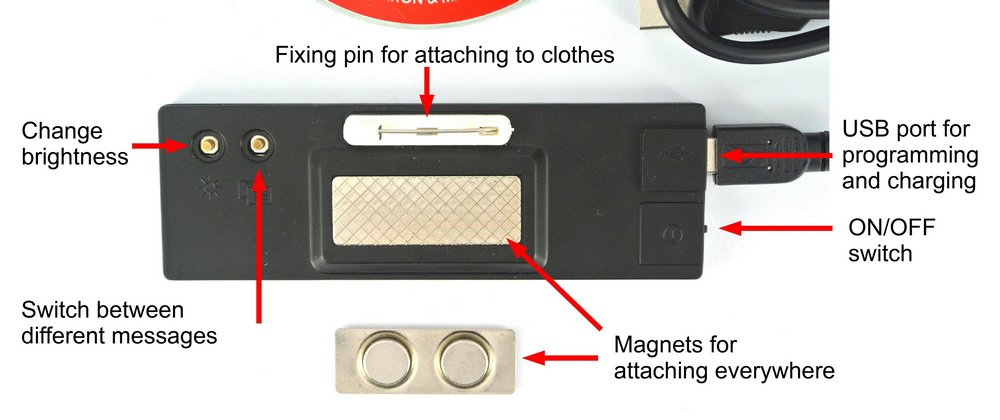 Fixing pin for attaching to clothes
Change
brightness
USB port for
programming
and charging
ON/OFF
switch
Switch between
different messages
Magnets for
attaching everywhere